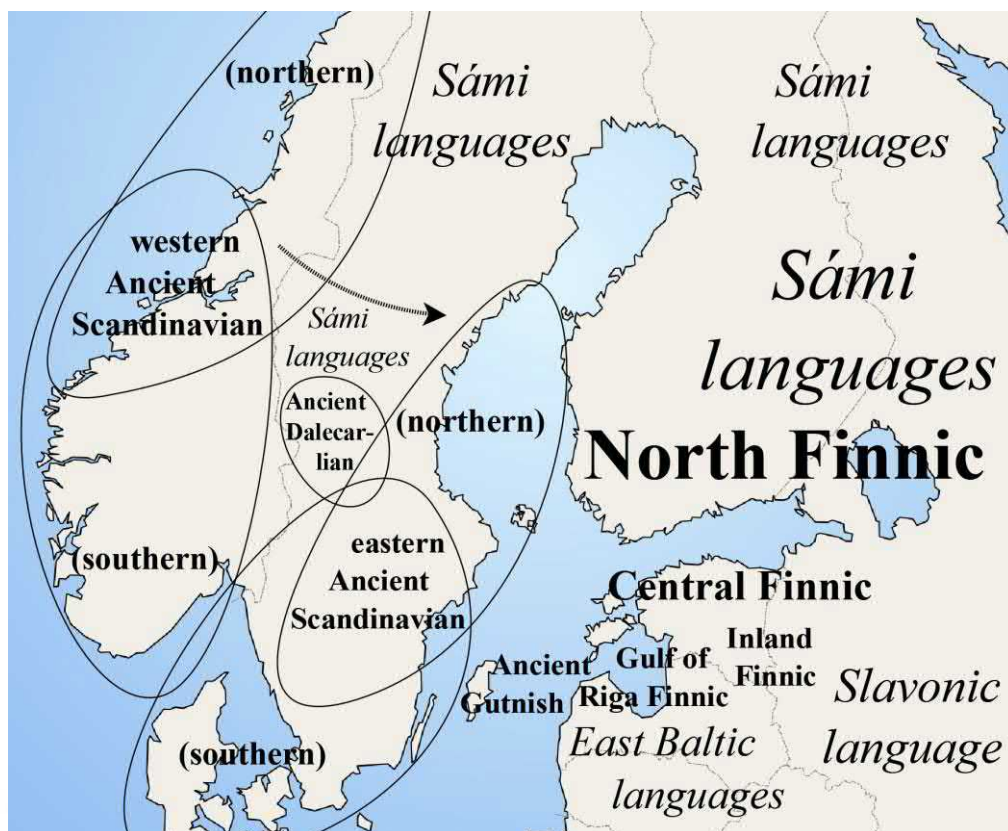 (northern)
Sámi
languages
Sámi
languages
western
Ancient
Scandinavian
Sámi
languages
Sámi
languages
Ancient
Dalecar-
lian
(northern)
North Finnic
(southern)
eastern
Ancient
Scandinavian
Central Finnic
Ancient
Gutnish
Gulf of
Riga Finnic
Inland
Finnic
Slavonic
language
East Baltic
languages
(southern)